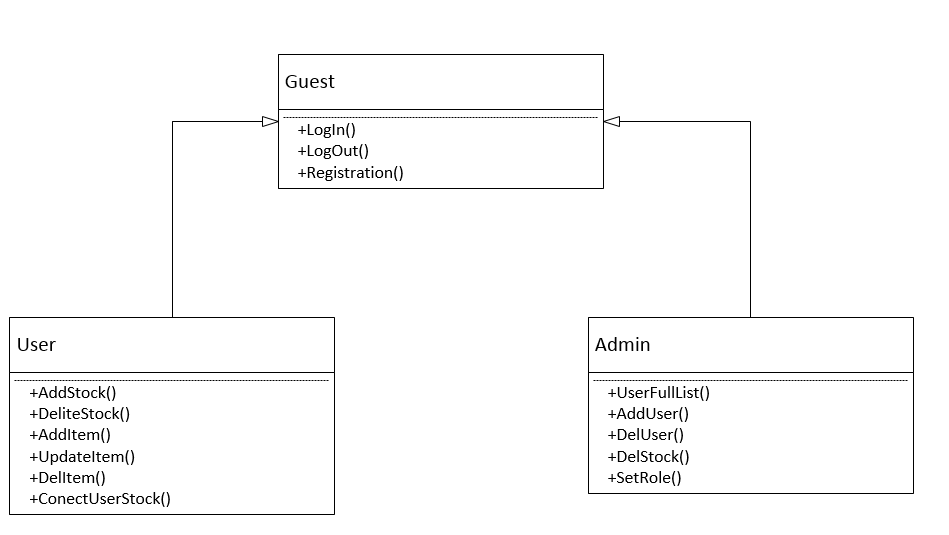 Guest
+LogIn()
+LogOut()
+Registration()
User
+AddStock()
+DeliteStock()
+AddItem()
+UpdateItem()
+DelItem()
+ConectUserStock()
Admin
+UserFullList()
+AddUser()
+DelUser()
+DelStock()
+SetRole()